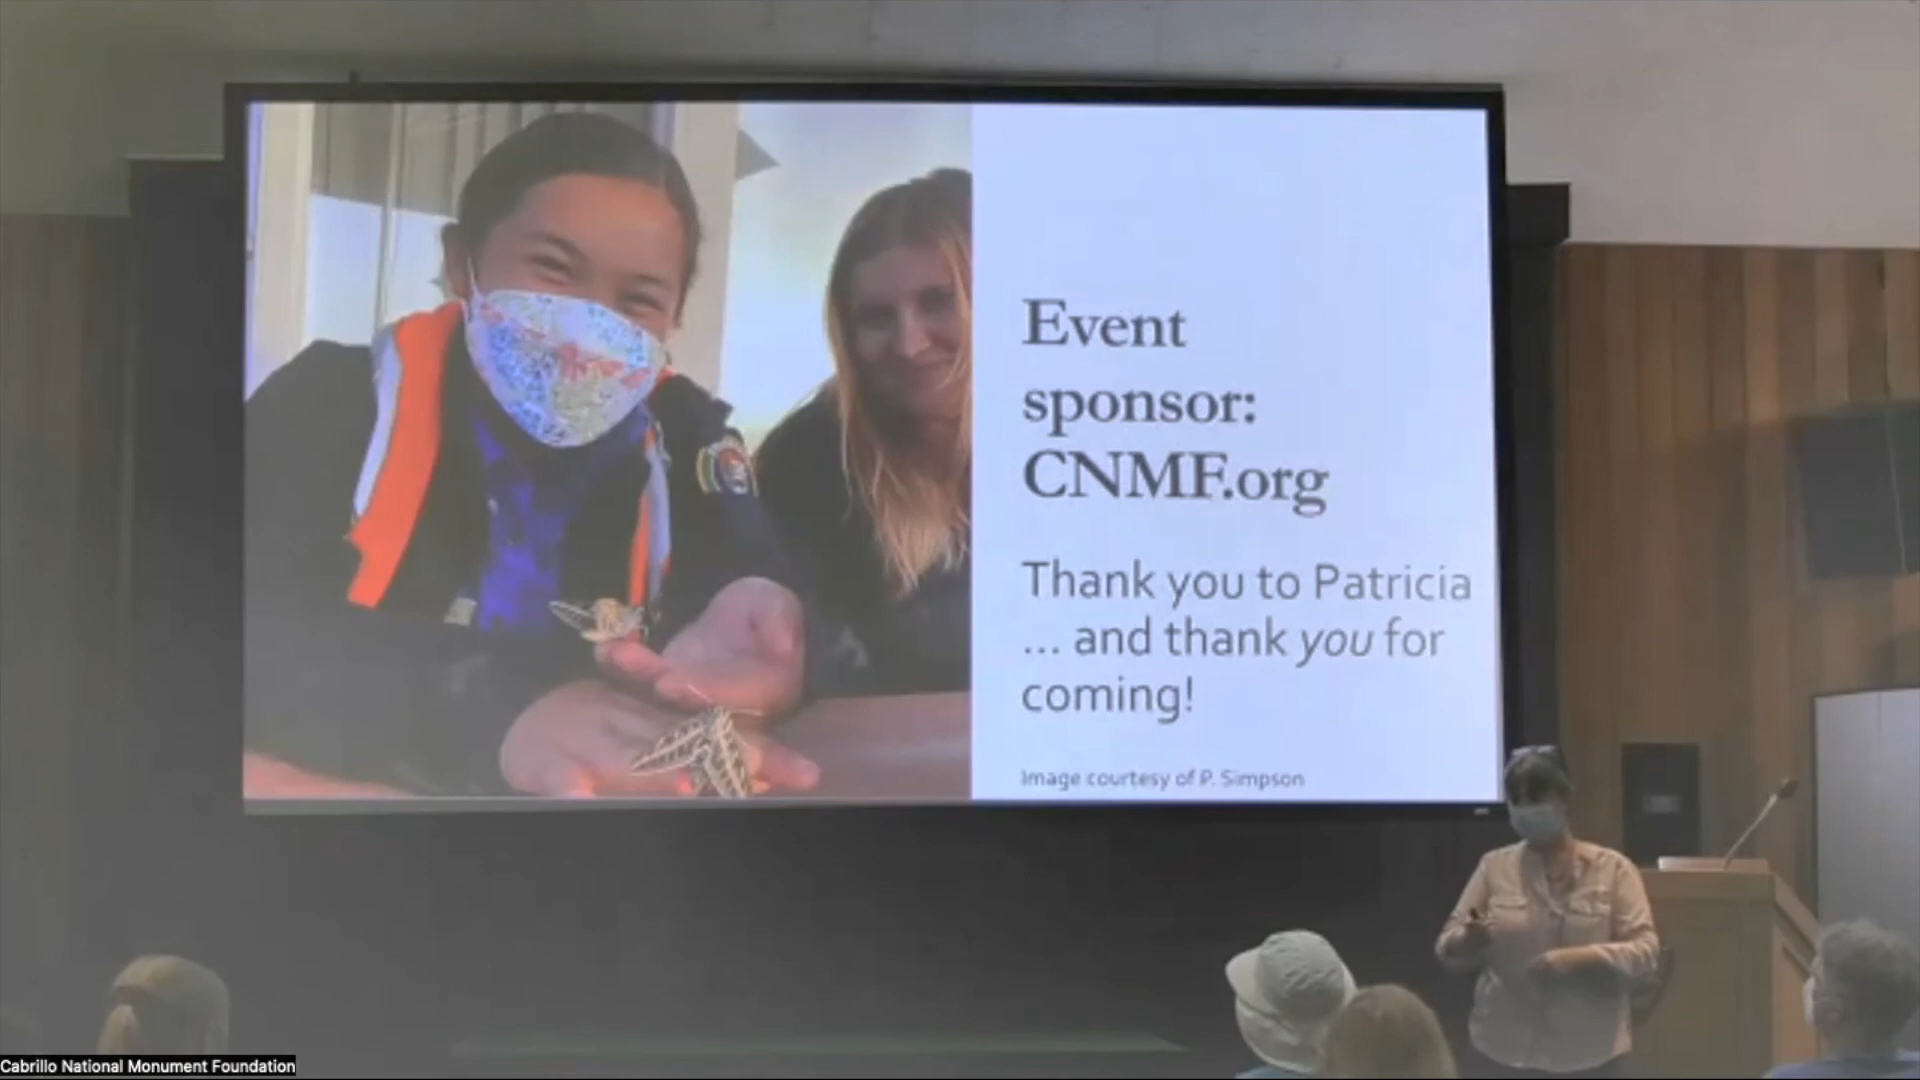 Event
sponsor:
CNMF.org
Thank you to Patricia
... and thank you for
coming!
Image courtesy of P. Simpson
Cabrillo National Monument Foundation